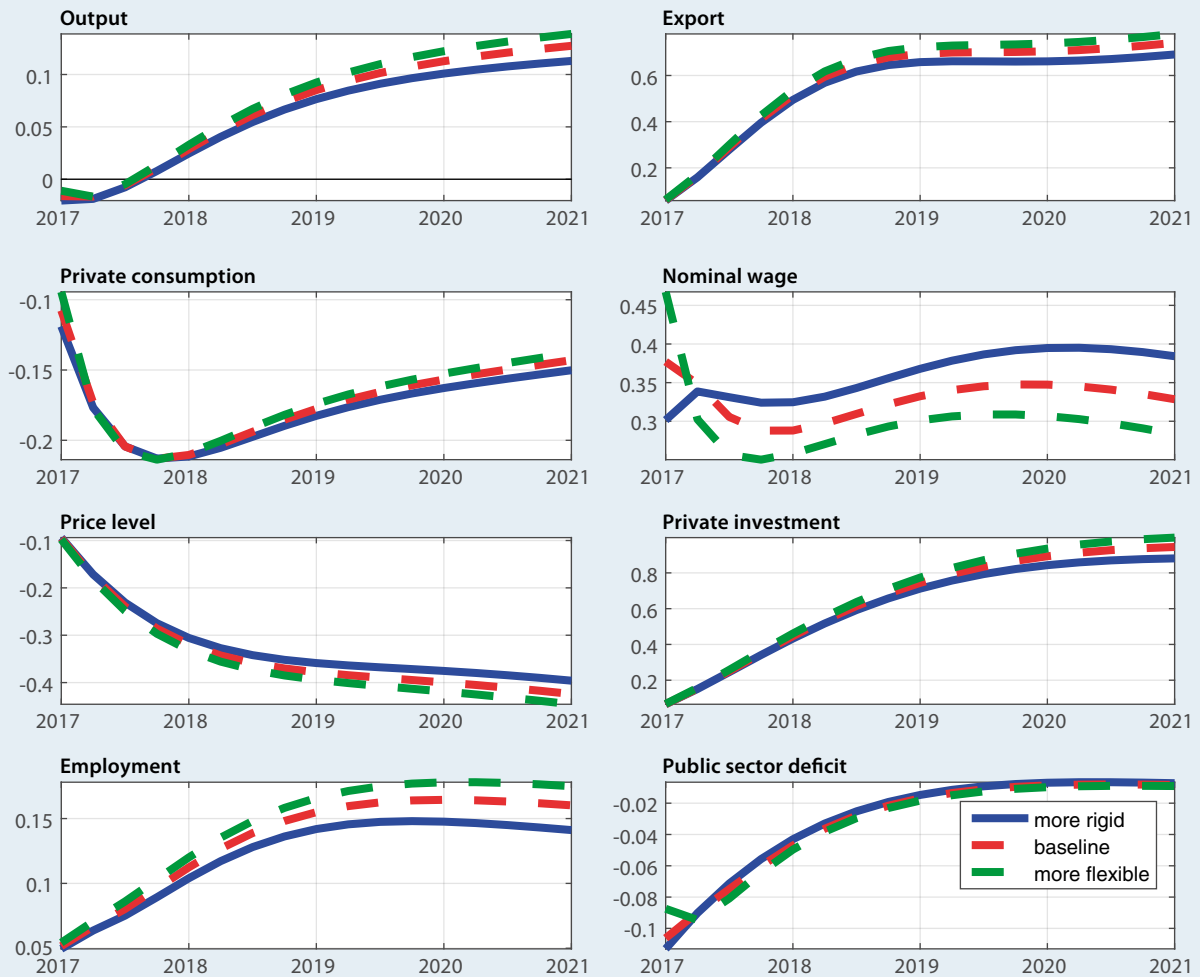 Output
0.1
0.05
0
2017 2018 2019 2020 2021
Export
0.6
0.4
0.2
2017 2018 2019 2020 2021
Private consumption
-0.1
-0.15
-0.2
2017 2018 2019 2020 2021
Nominal wage
0.45
0.4
0.35
0.3
2017 2018 2019 2020 2021
Price level
-0.1
-0.2
-0.3
-0.4
2017 2018 2019 2020 2021
Private investment
0.8
0.6
0.4
0.2
2017 2018 2019 2020 2021
Employment
0.15
0.1
0.05
2017 2018 2019 2020 2021
Public sector deficit
-0.02
-0.04
-0.06
-0.08
-0.1
2017 2018 2019 2020 2021
more rigid
baseline
more flexible